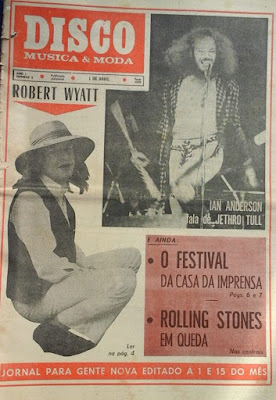 DISCO
MUSICA & MODA
1 DE ABRIL
ROBERT WYATT
IAN ANDERSON
fala de JETHRO TULL
E AINDA:
• O FESTIVAL
DA CASA DA IMPRENSA
Págs. 6 e 7
• ROLLING STONES
EM QUEDA
Nas centrais
Ler
na pág. 4
JORNAL PARA GENTE NOVA EDITADO À 1 E 15 DO MÊS